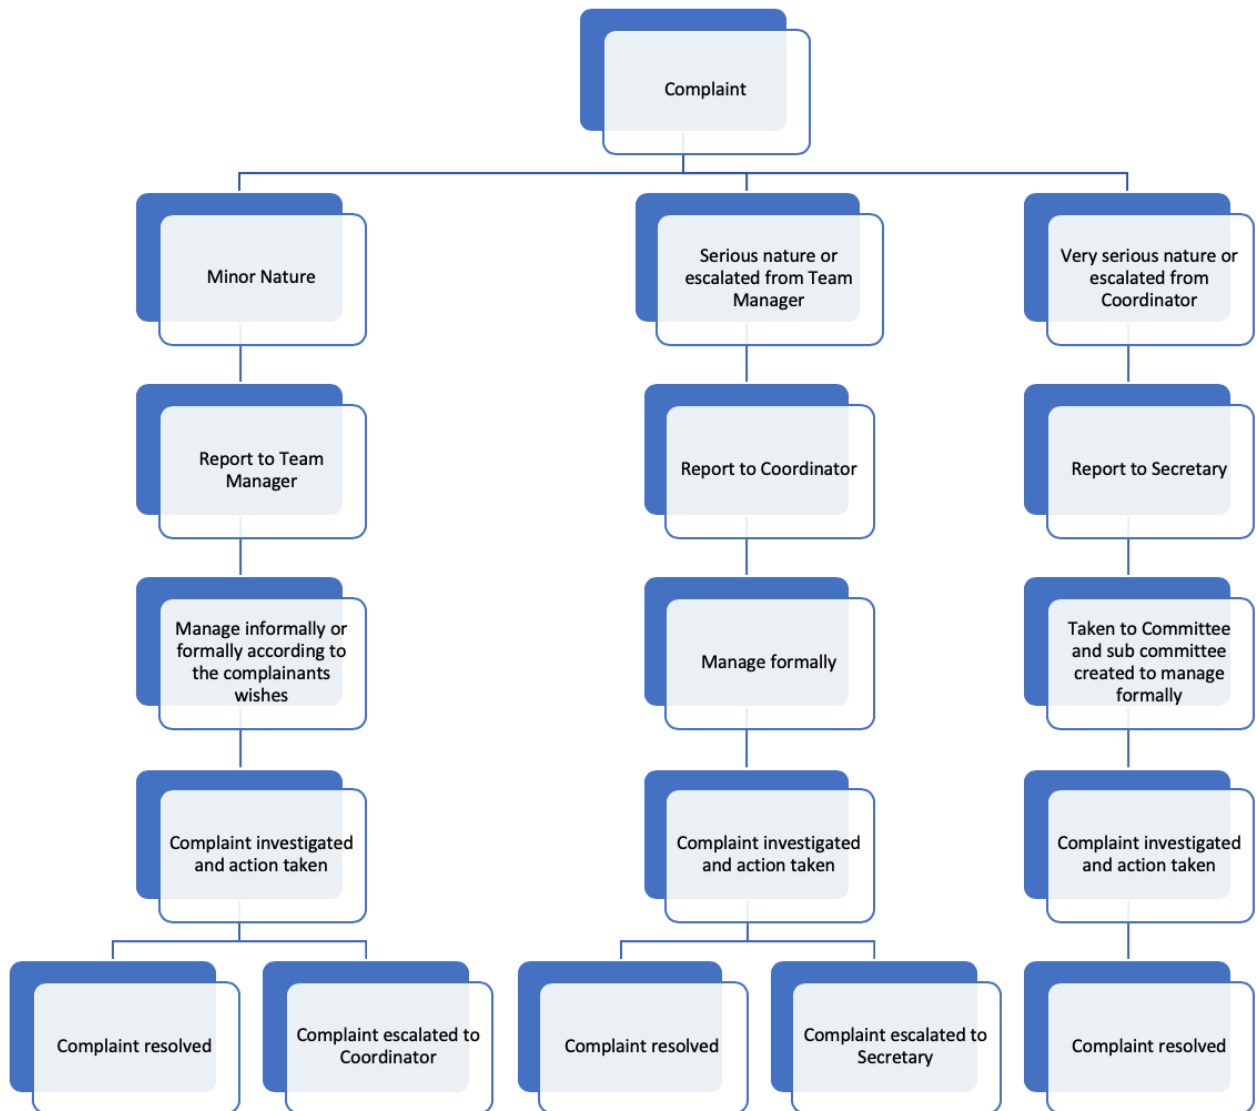 Complaint
Minor Nature
Serious nature or
escalated from Team
Manager
Very serious nature or
escalated from
Coordinator
Report to Team
Manager
Report to Coordinator
Report to Secretary
Manage informally or
formally according to
the complainants
wishes
Manage formally
Taken to Committee
and sub committee
created to manage
formally
Complaint investigated
and action taken
Complaint investigated
and action taken
Complaint investigated
and action taken
Complaint resolved
Complaint escalated to
Coordinator
Complaint resolved
Complaint escalated to
Secretary
Complaint resolved